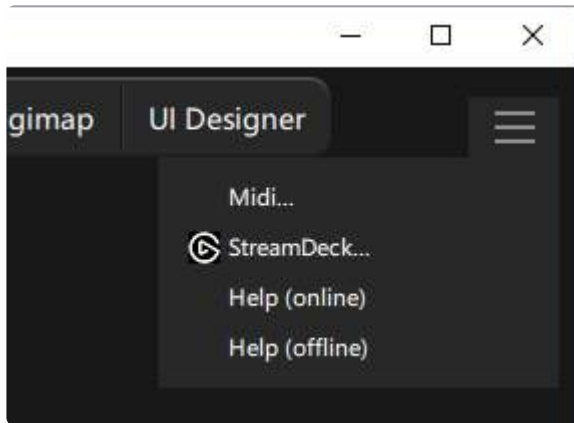 gimap UI Designer
Midi...
StreamDeck...
Help (online)
Help (offline)